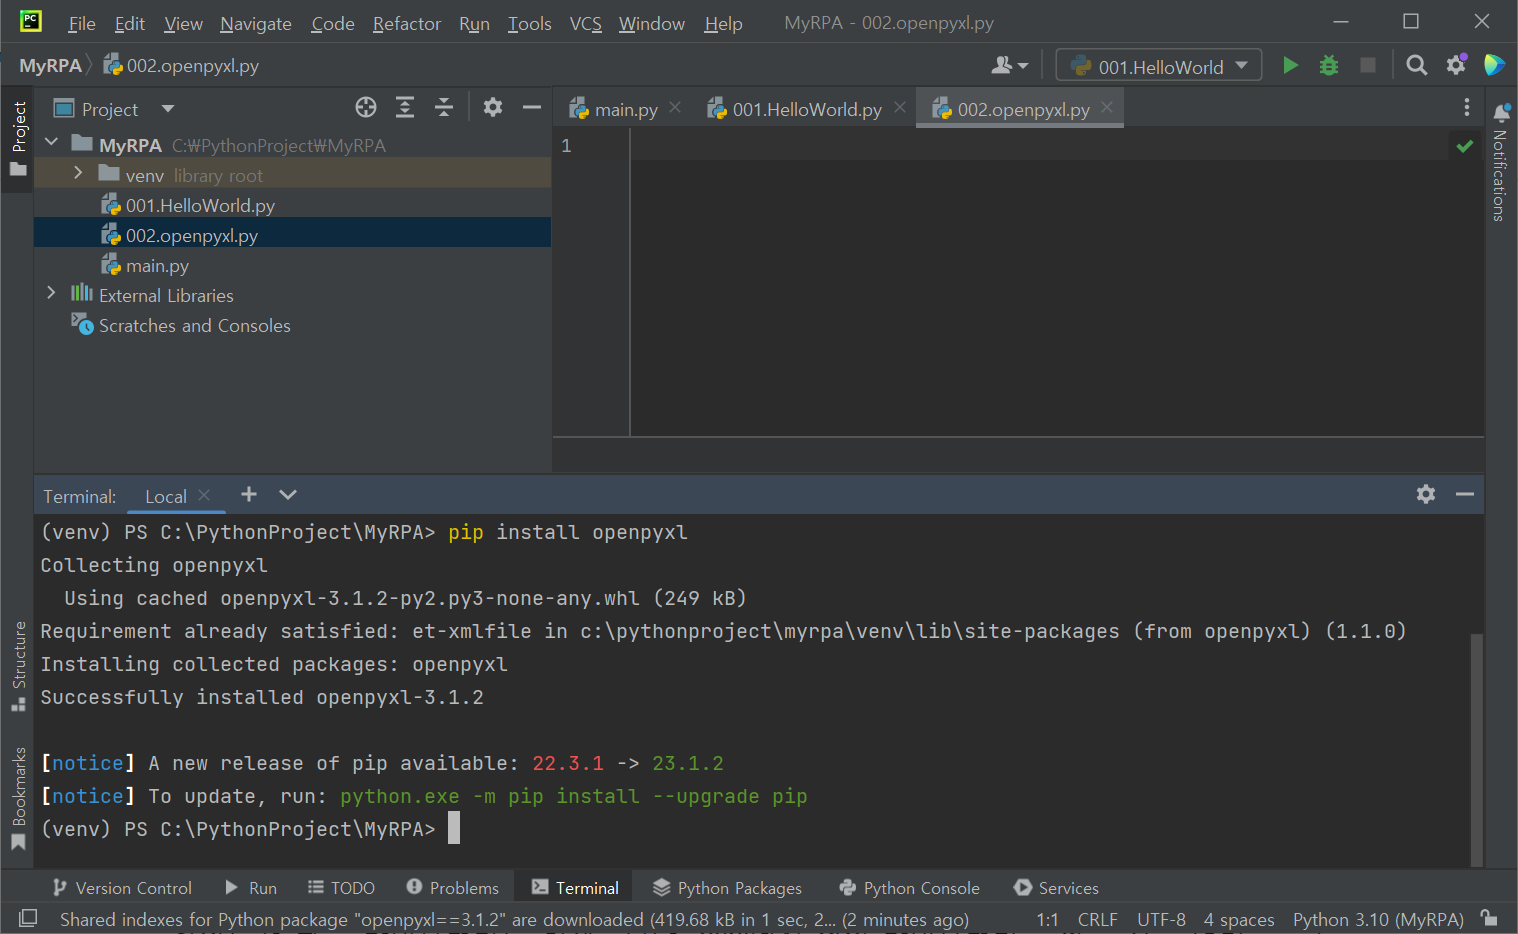 PC File Edit View Navigate Code Refactor Run Tools VCS Window Help MyRPA - 002.openpyxl.py
MyRPA 002.openpyxl.py 001.HelloWorld
Project
Project
main.py 001.HelloWorld.py 002.openpyxl.py
Notifications
MyRPA C:₩PythonProject₩MyRPA
venv library root
001.HelloWorld.py
002.openpyxl.py
main.py
External Libraries
Scratches and Consoles
1
Terminal: Local
(venv) PS C:\PythonProject\MyRPA> pip install openpyxl
Collecting openpyxl
Using cached openpyxl-3.1.2-py2.py3-none-any.whl (249 kB)
Requirement already satisfied: et-xmlfile in c:\pythonproject\myrpa\venv\lib\site-packages (from openpyxl) (1.1.0)
Installing collected packages: openpyxl
Successfully installed openpyxl-3.1.2
[notice] A new release of pip available: 22.3.1 -> 23.1.2
[notice] To update, run: python.exe -m pip install --upgrade pip
(venv) PS C:\PythonProject\MyRPA>
Structure
Bookmarks
Version Control Run TODO Problems Terminal Python Packages Python Console Services
Shared indexes for Python package "openpyxl==3.1.2" are downloaded (419.68 kB in 1 sec, 2... (2 minutes ago) 1:1 CRLF UTF-8 4 spaces Python 3.10 (MyRPA)